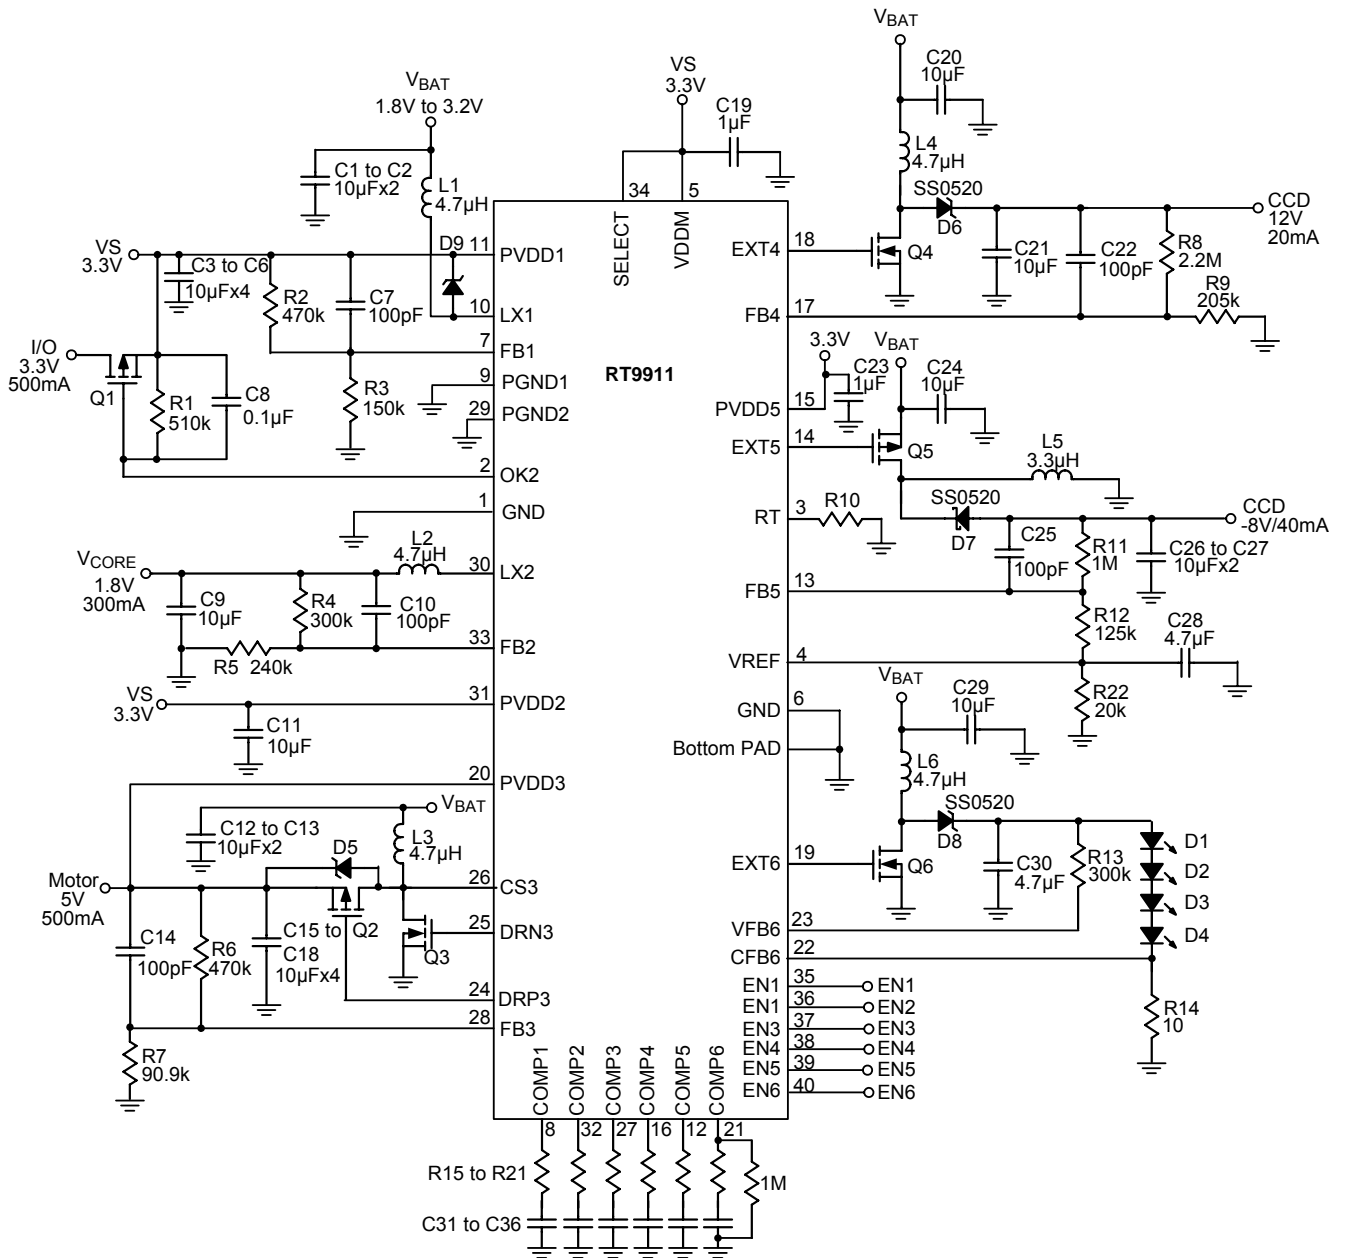 VBAT
1.8V to 3.2V
C1 to C2
10µFx2
L1
4.7µH
VS
3.3V
C3 to C6
10µFx4
R2
470k
C7
100pF
D9
11
PVDD1
10
LX1
7
FB1
9
PGND1
29
PGND2
R3
150k
I/O
3.3V
500mA
Q1
R1
510k
C8
0.1µF
2
OK2
1
GND
VCORE
1.8V
300mA
L2
4.7µH
30
LX2
C9
10µF
R4
300k
C10
100pF
R5 240k
33
FB2
VS
3.3V
31
PVDD2
C11
10µF
20
PVDD3
VBAT
C12 to C13
10µFx2
D5
L3
4.7µH
Motor
5V
500mA
26
CS3
C14
100pF
R6
470k
C15 to
C18
10µFx4
Q2
Q3
25
DRN3
24
DRP3
28
FB3
R7
90.9k
VS
3.3V
C19
1µF
34
5
SELECT
VDDM
RT9911
VBAT
C20
10µF
L4
4.7µH
SS0520
D6
CCD
12V
20mA
EXT4
18
Q4
C21
10µF
C22
100pF
R8
2.2M
R9
205k
FB4
17
3.3V
C23
1µF
VBAT
C24
10µF
PVDD5
15
EXT5
14
Q5
L5
3.3µH
RT
3
R10
SS0520
D7
CCD
-8V/40mA
C25
100pF
R11
1M
C26 to C27
10µFx2
FB5
13
R12
125k
C28
4.7µF
VREF
4
R22
20k
VBAT
C29
10µF
GND
6
Bottom PAD
L6
4.7µH
SS0520
D8
EXT6
19
Q6
C30
4.7µF
R13
300k
D1
D2
D3
D4
VFB6
23
CFB6
22
R14
10
EN1 35 EN1
EN1 36 EN2
EN3 37 EN3
EN4 38 EN4
EN5 39 EN5
EN6 40 EN6
COMP1
COMP2
COMP3
COMP4
COMP5
COMP6
8 32 27 16 12 21
R15 to R21
1M
C31 to C36